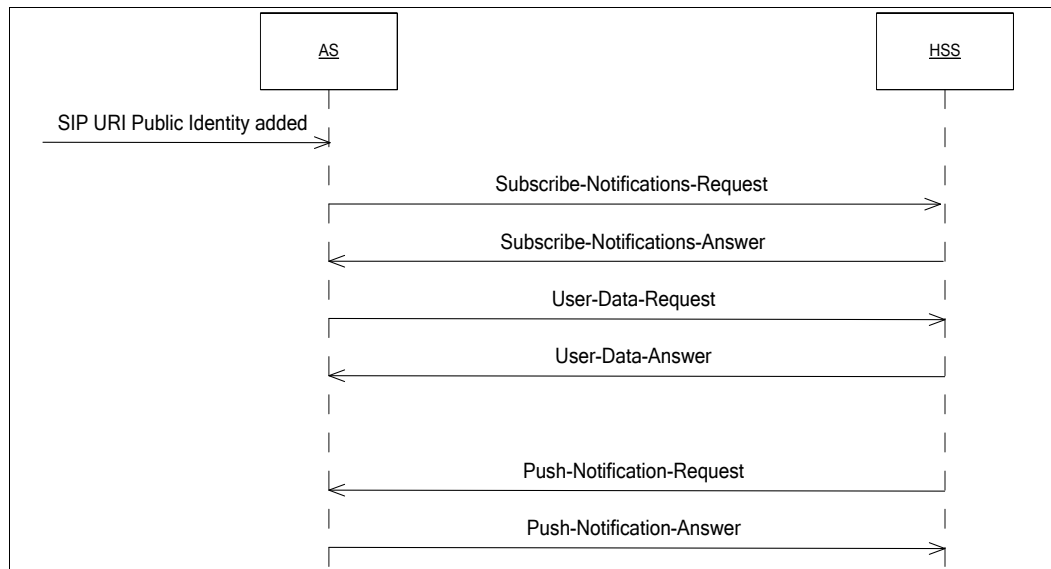 AS
HSS
SIP URI Public Identity added
Subscribe-Notifications-Request
Subscribe-Notifications-Answer
User-Data-Request
User-Data-Answer
Push-Notification-Request
Push-Notification-Answer